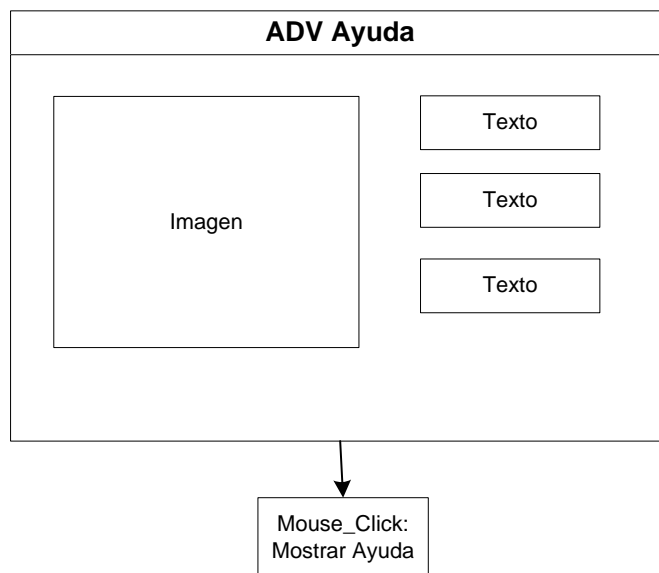 ADV Ayuda
Imagen
Texto
Texto
Texto
Mouse_Click:
Mostrar Ayuda